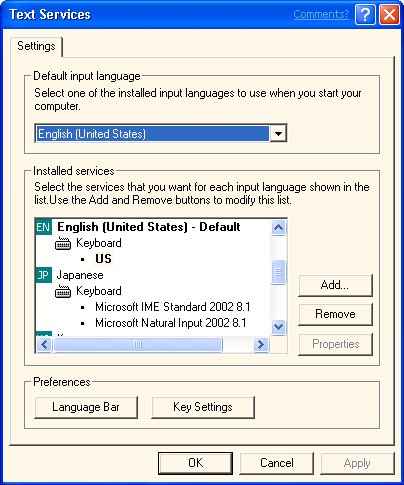 Text Services
Comments?
Settings
Default input language
Select one of the installed input languages to use when you start your
computer.
English (United States)
Installed services
Select the services that you want for each input language shown in the
list.Use the Add and Remove buttons to modify this list.
EN English (United States) - Default
Keyboard
US
JP Japanese
Keyboard
Microsoft IME Standard 2002 8.1
Microsoft Natural Input 2002 8.1
Add...
Remove
Properties
Preferences
Language Bar
Key Settings
OK
Cancel
Apply